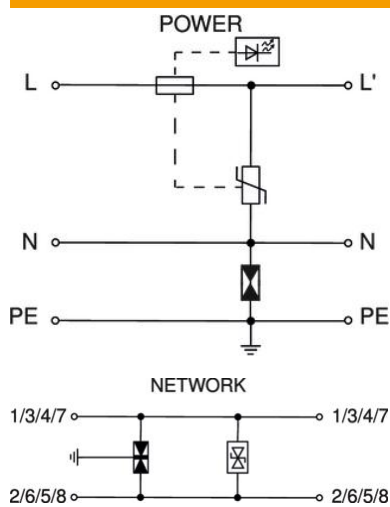 POWER
L L'
N N
PE PE
NETWORK
1/3/4/7 1/3/4/7
2/6/5/8 2/6/5/8